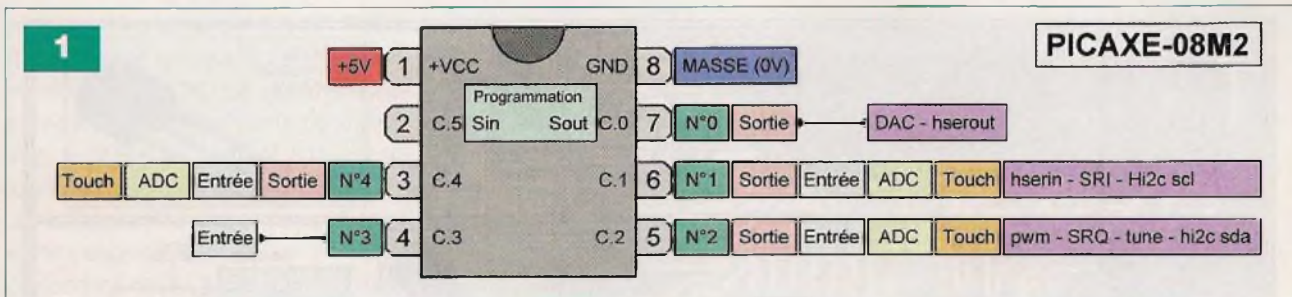 1
PICAXE-08M2
+5V 1 +VCC GND 8 MASSE (0V)
Programmation
2 C.5 Sin Sout C.0 7 N°0 Sortie DAC - hserout
Touch ADC Entrée Sortie N°4 3 C.4 C.1 6 N°1 Sortie Entrée ADC Touch hserin - SRI - Hi2c scl
Entrée N°3 4 C.3 C.2 5 N°2 Sortie Entrée ADC Touch pwm - SRQ - tune - hi2c sda